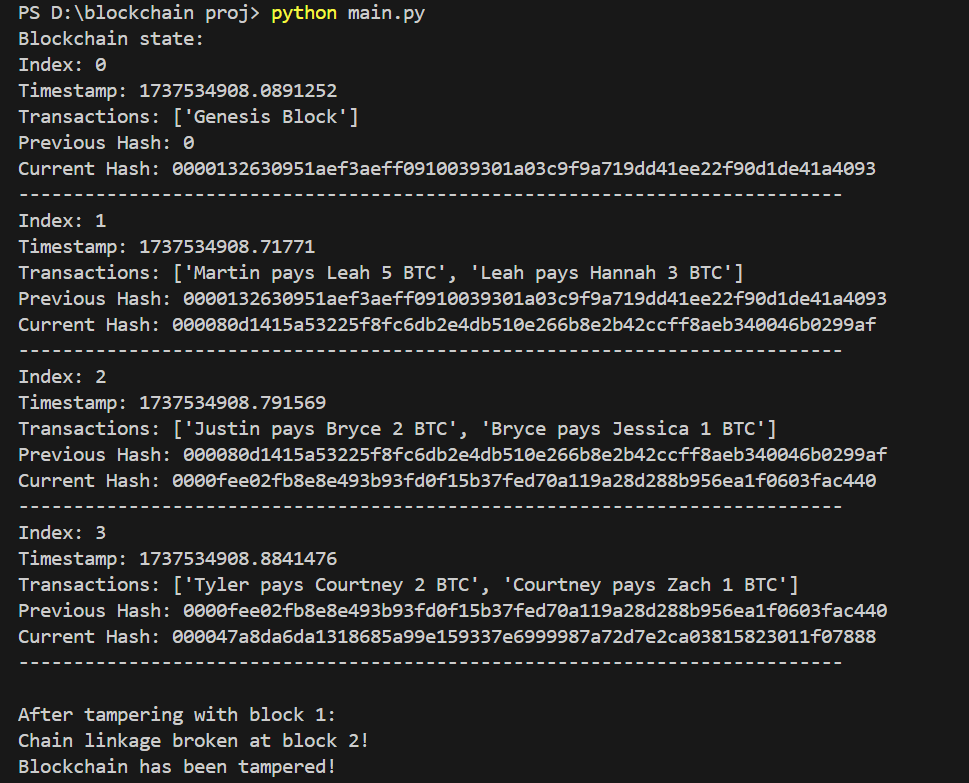 PS D:\blockchain proj> python main.py
Blockchain state:
Index: 0
Timestamp: 1737534908.0891252
Transactions: ['Genesis Block']
Previous Hash: 0
Current Hash: 0000132630951aef3aeff0910039301a03c9f9a719dd41ee22f90d1de41a4093
---------------------------------------------------------------------------
Index: 1
Timestamp: 1737534908.71771
Transactions: ['Martin pays Leah 5 BTC', 'Leah pays Hannah 3 BTC']
Previous Hash: 0000132630951aef3aeff0910039301a03c9f9a719dd41ee22f90d1de41a4093
Current Hash: 000080d1415a53225f8fc6db2e4db510e266b8e2b42ccff8aeb340046b0299af
---------------------------------------------------------------------------
Index: 2
Timestamp: 1737534908.791569
Transactions: ['Justin pays Bryce 2 BTC', 'Bryce pays Jessica 1 BTC']
Previous Hash: 000080d1415a53225f8fc6db2e4db510e266b8e2b42ccff8aeb340046b0299af
Current Hash: 0000fee02fb8e8e493b93fd0f15b37fed70a119a28d288b956ea1f0603fac440
---------------------------------------------------------------------------
Index: 3
Timestamp: 1737534908.8841476
Transactions: ['Tyler pays Courtney 2 BTC', 'Courtney pays Zach 1 BTC']
Previous Hash: 0000fee02fb8e8e493b93fd0f15b37fed70a119a28d288b956ea1f0603fac440
Current Hash: 000047a8da6da1318685a99e159337e6999987a72d7e2ca03815823011f07888
---------------------------------------------------------------------------
After tampering with block 1:
Chain linkage broken at block 2!
Blockchain has been tampered!